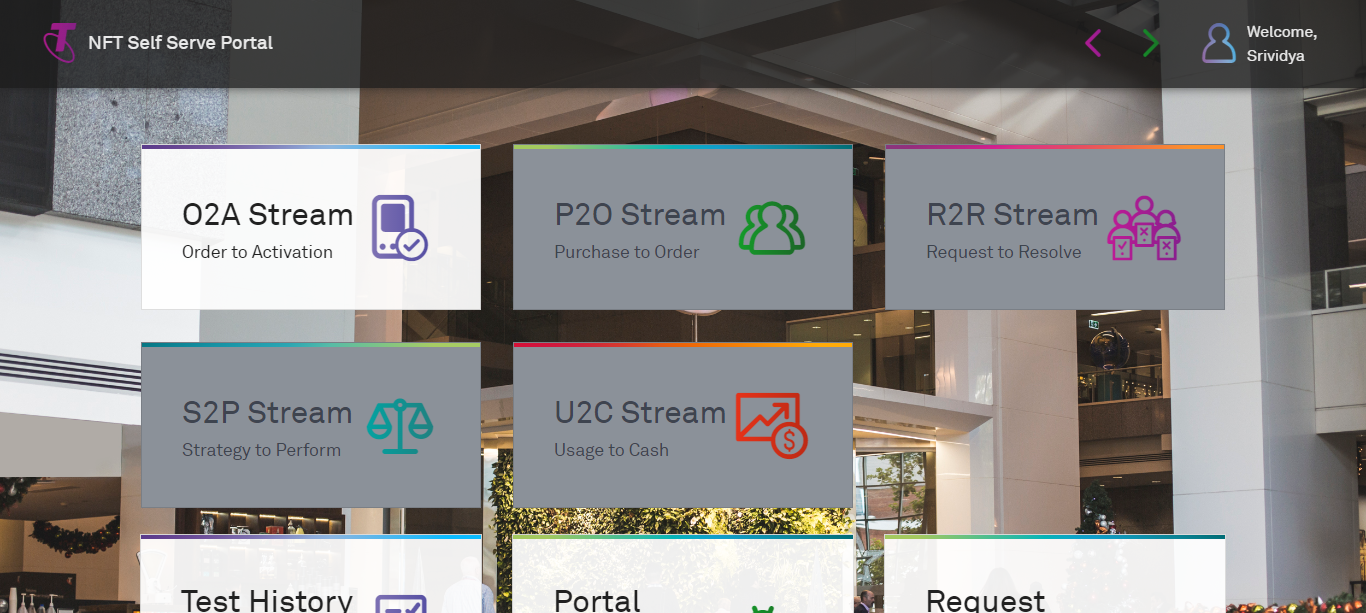 NFT Self Serve Portal
Welcome,
Srividya
O2A Stream
Order to Activation
P2O Stream
Purchase to Order
R2R Stream
Request to Resolve
S2P Stream
Strategy to Perform
U2C Stream
Usage to Cash
Test History
Portal
Request